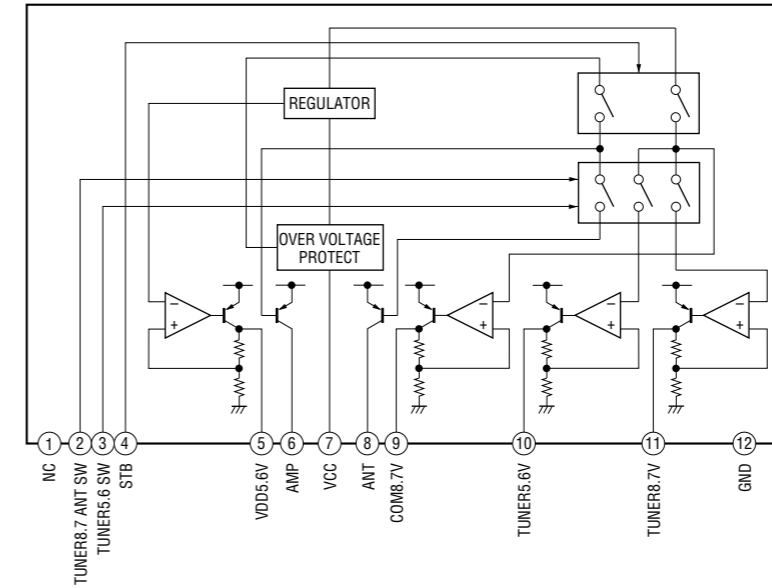 REGULATOR
OVER VOLTAGE
PROTECT
−
+
−
+
−
+
−
+
1
2
3
4
5
6
7
8
9
10
11
12
NC
TUNER8.7 ANT SW
TUNER5.6 SW
STB
VDD5.6V
AMP
VCC
ANT
COM8.7V
TUNER5.6V
TUNER8.7V
GND